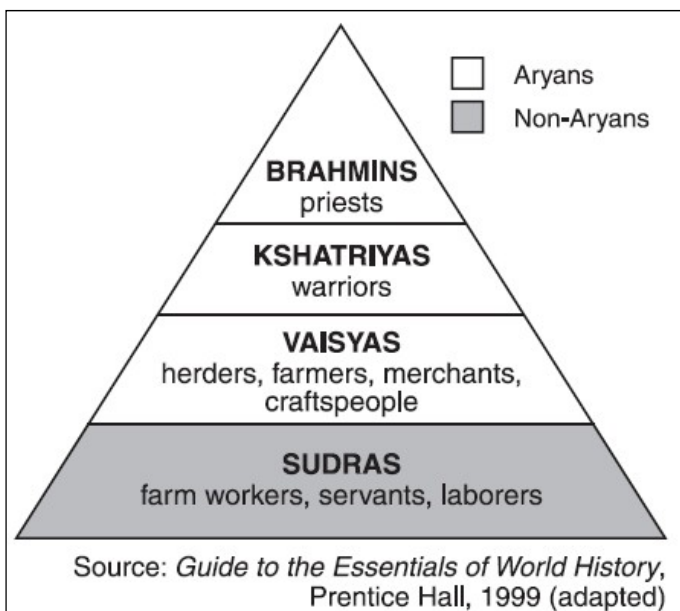 Aryans
Non-Aryans
BRAHMINS
priests
KSHATRIYAS
warriors
VAISYAS
herders, farmers, merchants,
craftspeople
SUDRAS
farm workers, servants, laborers
Source: Guide to the Essentials of World History,
Prentice Hall, 1999 (adapted)